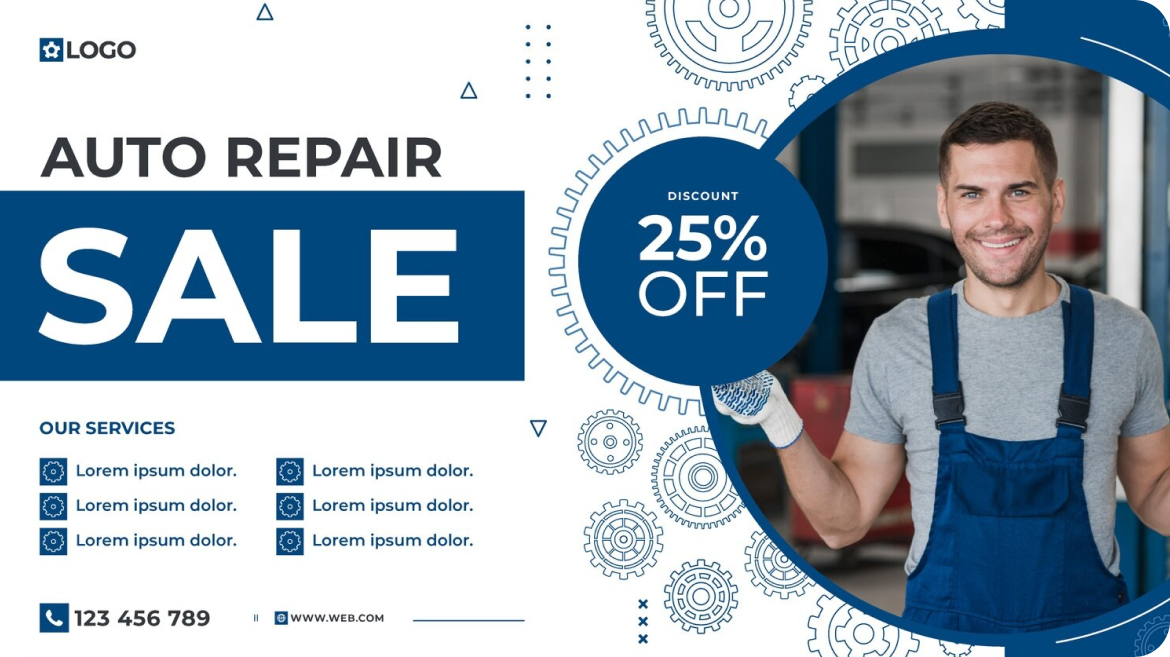 LOGO
AUTO REPAIR
SALE
DISCOUNT
25%
OFF
OUR SERVICES
Lorem ipsum dolor.
Lorem ipsum dolor.
Lorem ipsum dolor.
Lorem ipsum dolor.
Lorem ipsum dolor.
Lorem ipsum dolor.
123 456 789
WWW.WEB.COM